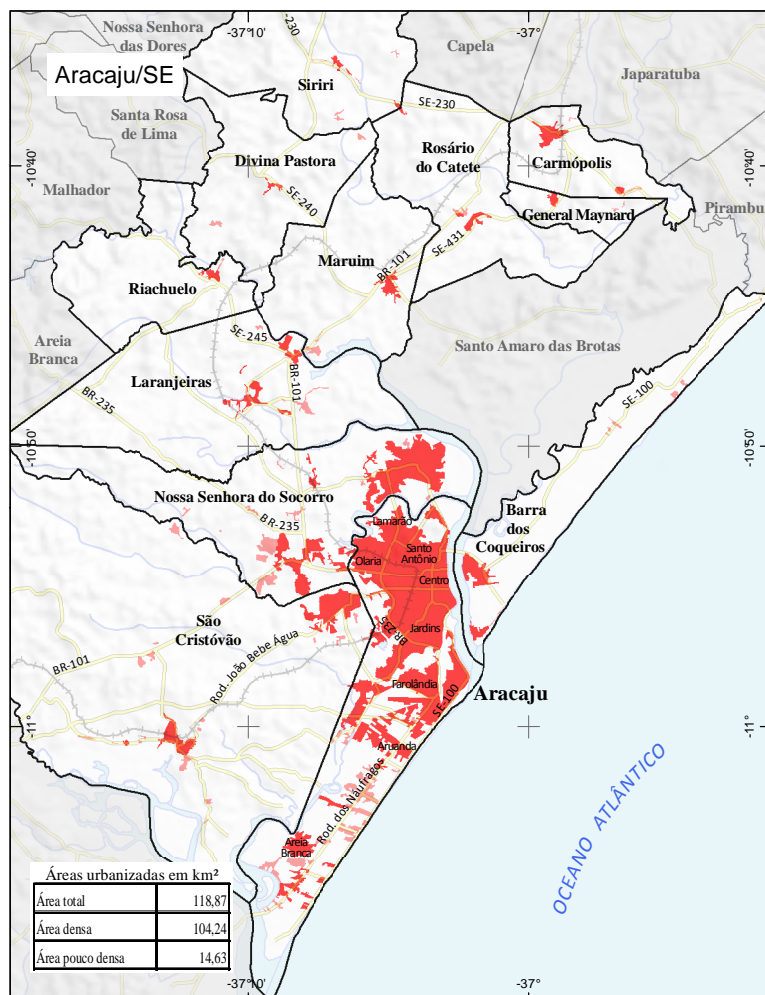 -37°10'
-37°
Nossa Senhora
das Dores
SE-230
Capela
Japaratuba
Aracaju/SE
Siriri
SE-230
Santa Rosa
de Lima
Rosário
do Catete
Carmópolis
-10°40'
-10°40'
Divina Pastora
Malhador
SE-240
General Maynard
Pirambu
SE-431
Maruim
BR-101
Riachuelo
Areia
Branca
SE-245
Santo Amaro das Brotas
Laranjeiras
BR-101
BR-235
SE-100
-10°50'
-10°50'
Nossa Senhora do Socorro
Barra
dos
Coqueiros
BR-235
Lamarão
Santo
Antônio
Olaria
Centro
São
Cristóvão
Jardins
BR-235
Rod. João Bebe Água
BR-101
Farolândia
Aracaju
SE-100
-11°
-11°
Aruanda
Rod. dos Náufragos
OCEANO ATLÂNTICO
Areia
Branca
Áreas urbanizadas em km²
Área total 118,87
Área densa 104,24
Área pouco densa 14,63
-37°10'
-37°